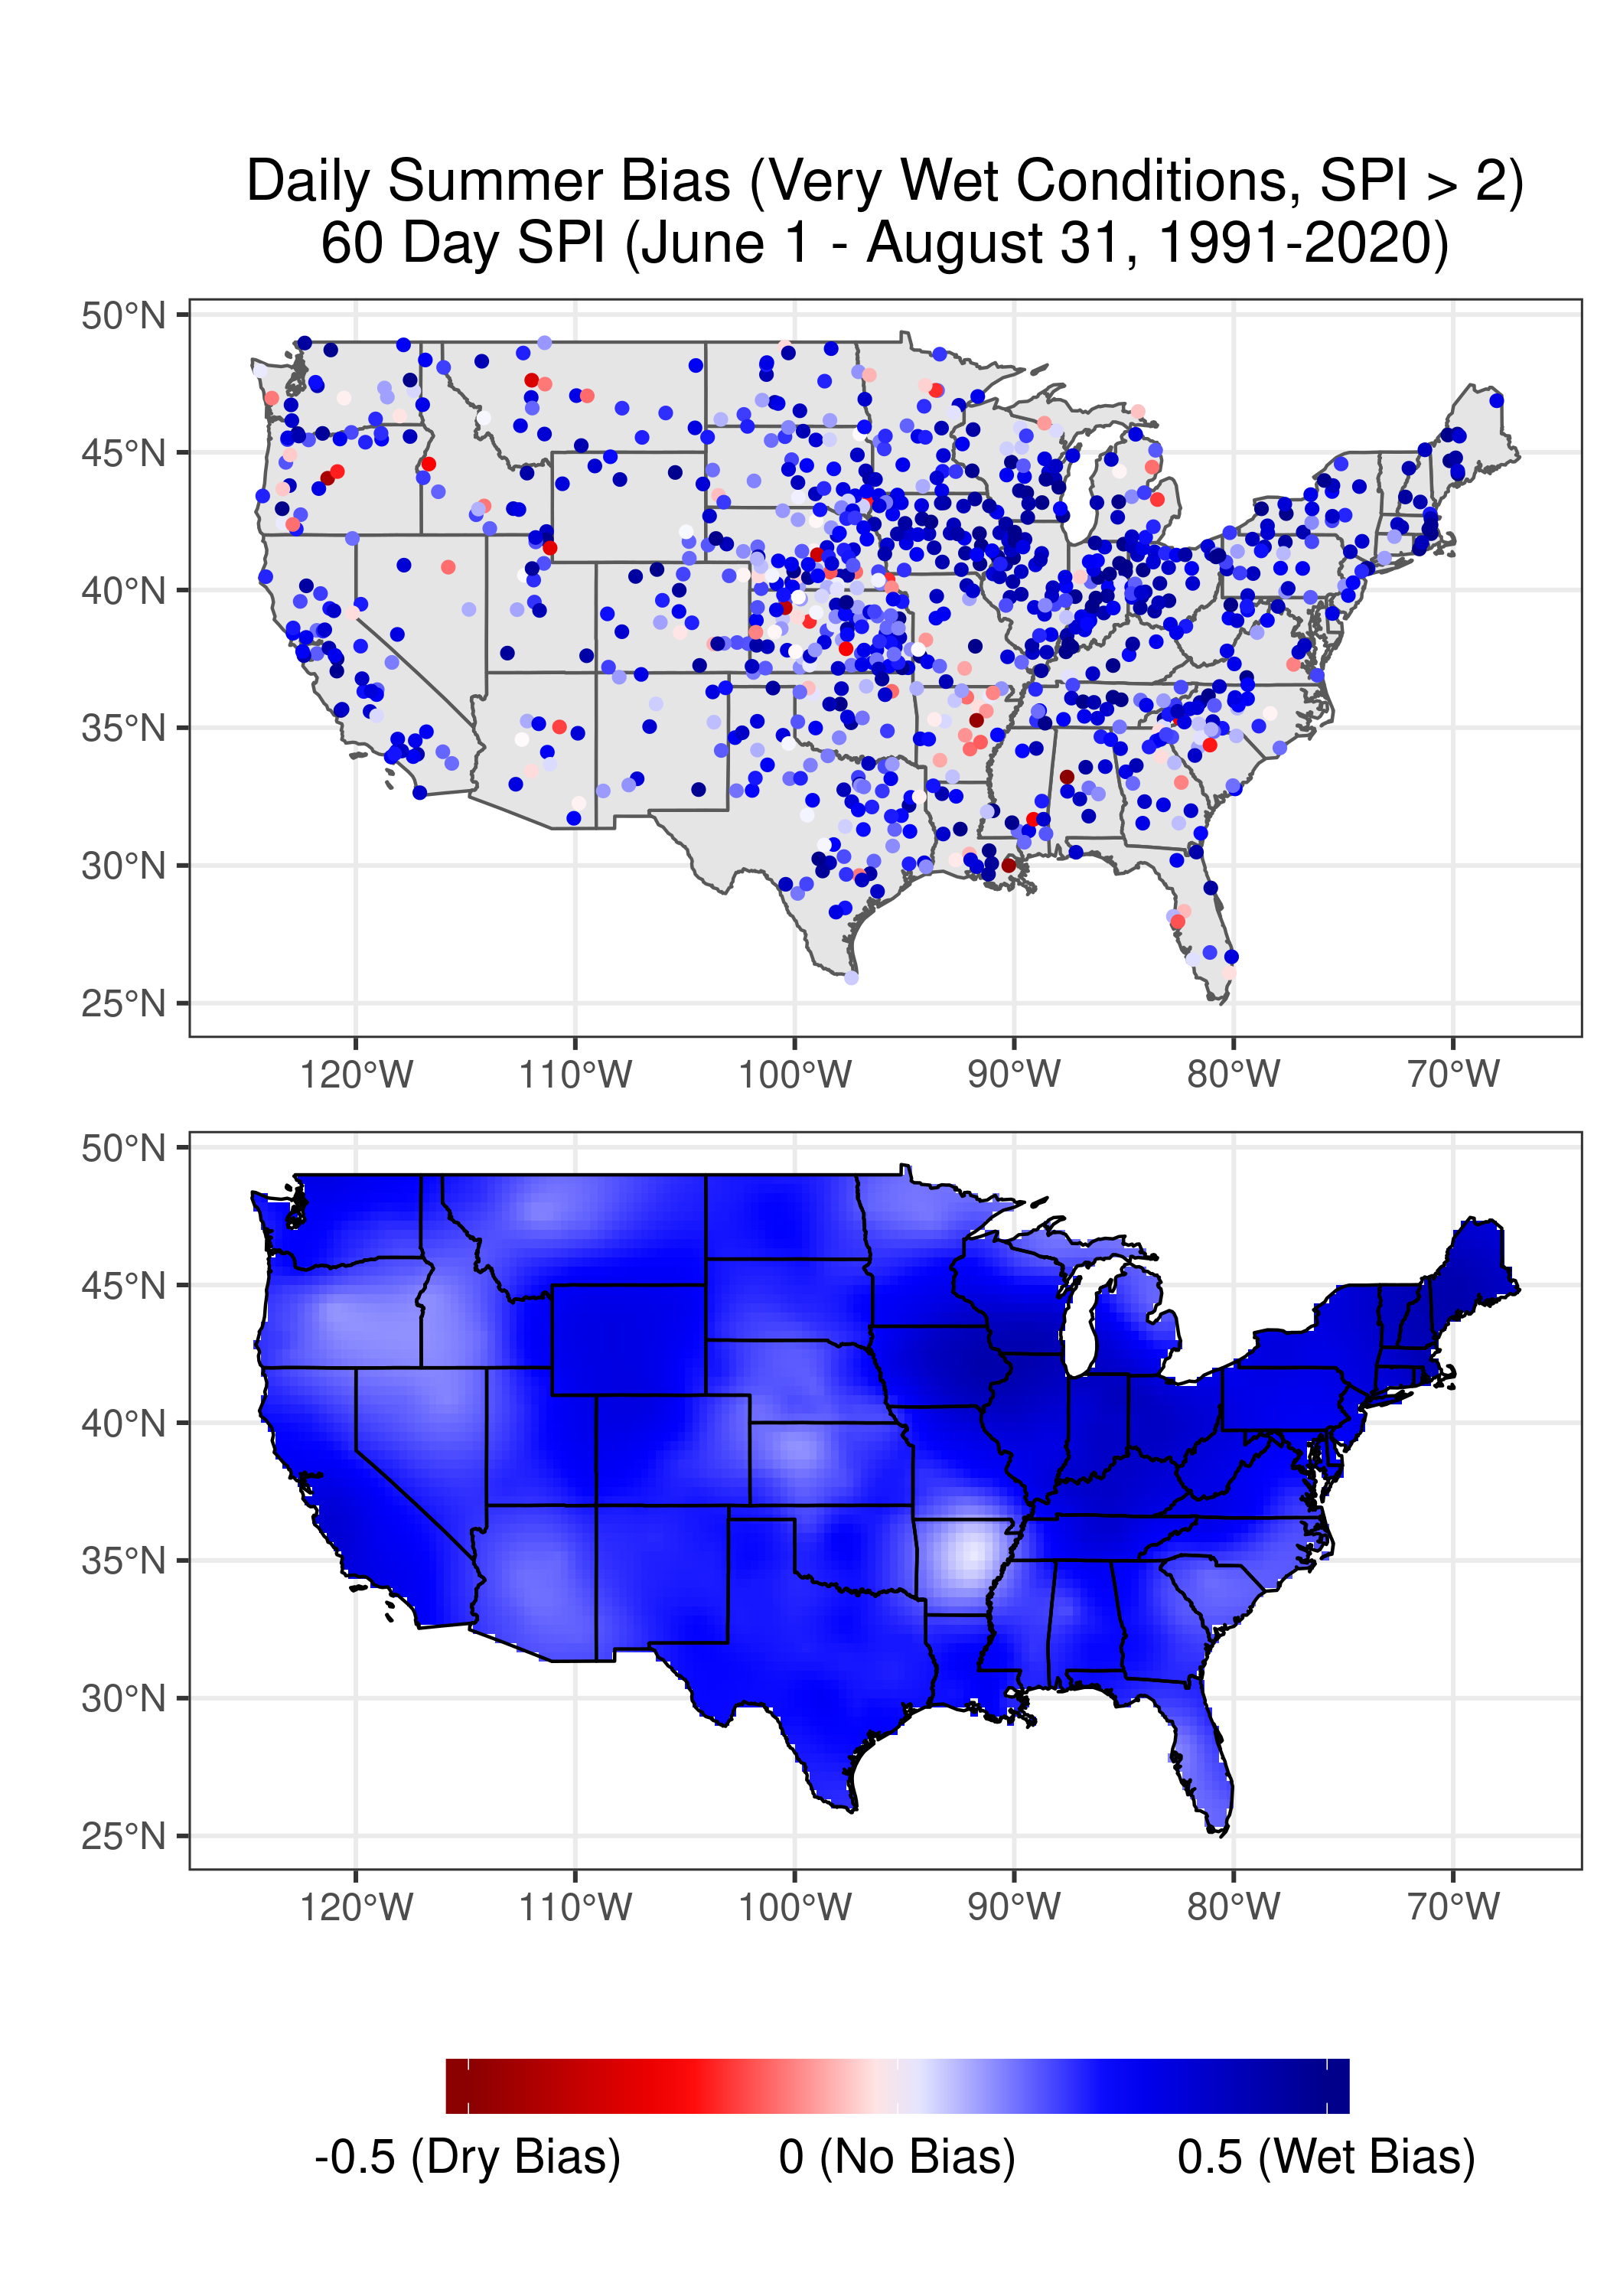 Daily Summer Bias (Very Wet Conditions, SPI > 2)
60 Day SPI (June 1 - August 31, 1991-2020)
50°N
45°N
40°N
35°N
30°N
25°N
120°W 110°W 100°W 90°W 80°W 70°W
50°N
45°N
40°N
35°N
30°N
25°N
120°W 110°W 100°W 90°W 80°W 70°W
-0.5 (Dry Bias) 0 (No Bias) 0.5 (Wet Bias)